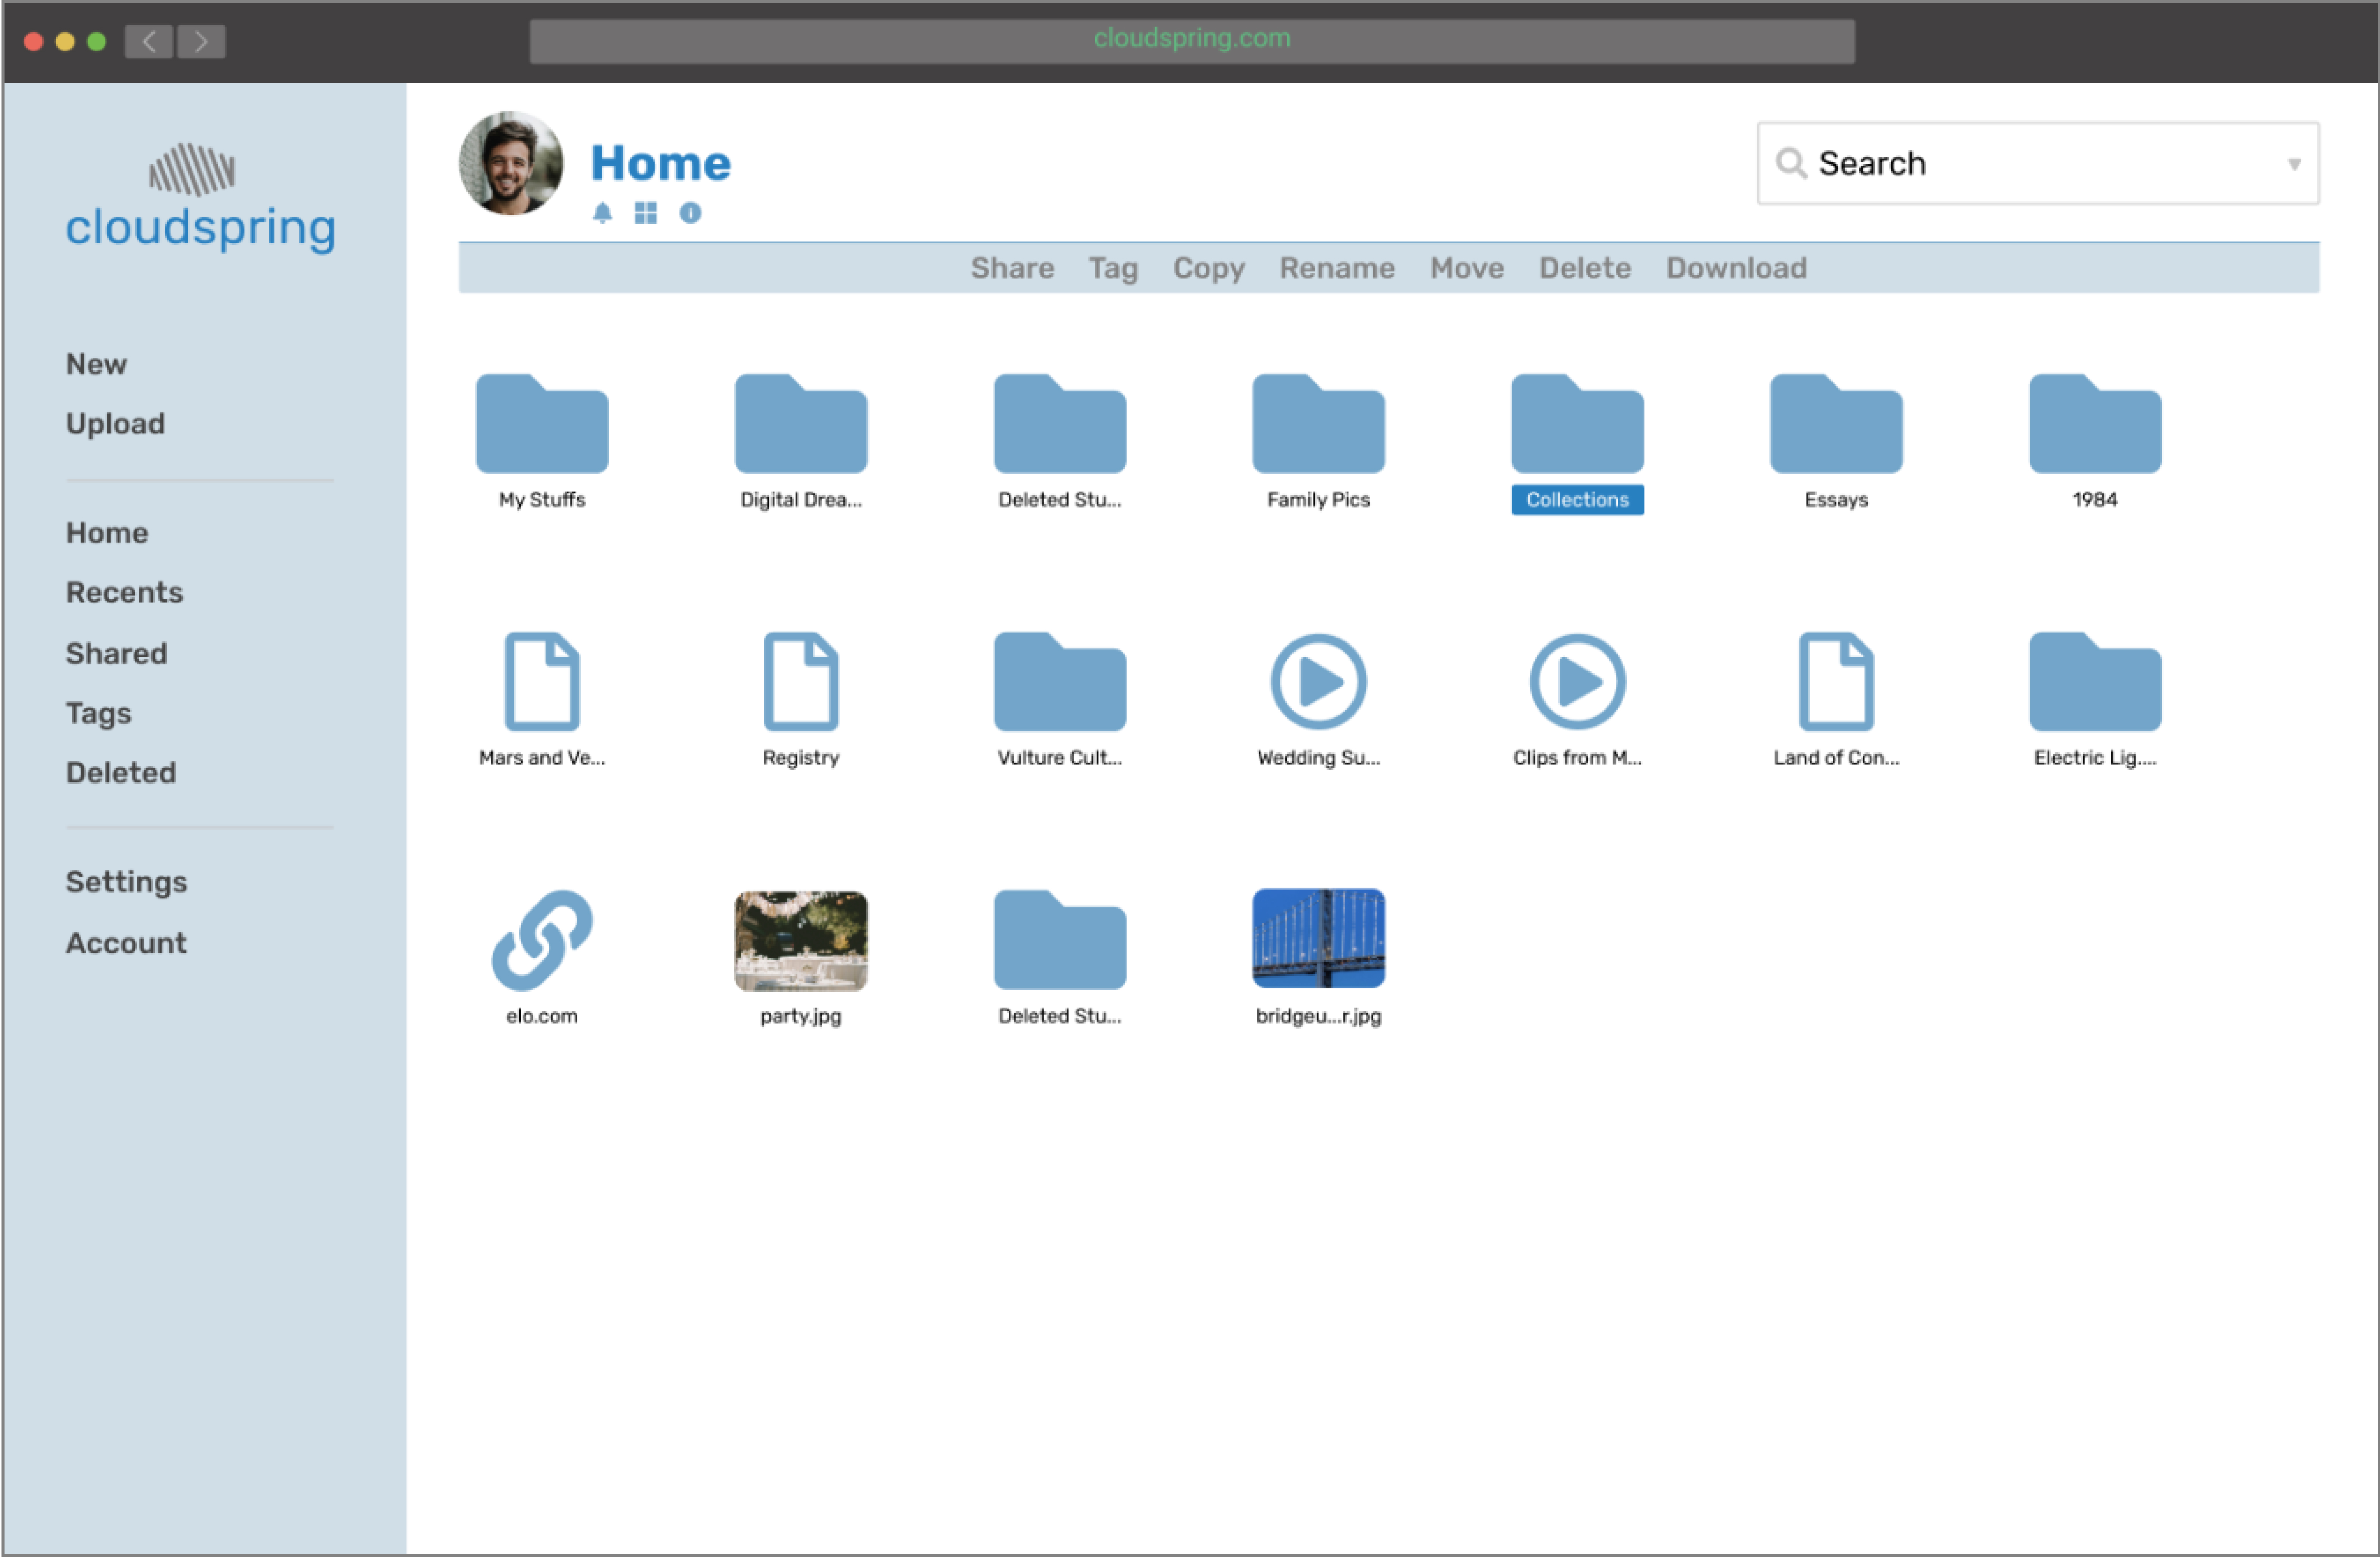 cloudspring.com
cloudspring
New
Upload
Home
Recents
Shared
Tags
Deleted
Settings
Account
Home
Search
Share Tag Copy Rename Move Delete Download
My Stuffs Digital Drea... Deleted Stu... Family Pics Collections Essays 1984
Mars and Ve... Registry Vulture Cult... Wedding Su... Clips from M... Land of Con... Electric Lig....
elo.com party.jpg Deleted Stu... bridgeu...r.jpg